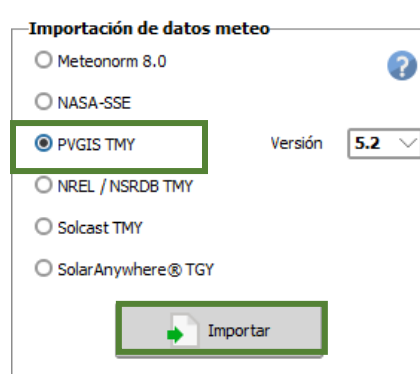 Importación de datos meteo
Meteonorm 8.0
?
NASA-SSE
PVGIS TMY Versión 5.2
NREL / NSRDB TMY
Solcast TMY
SolarAnywhere® TGY
Importar